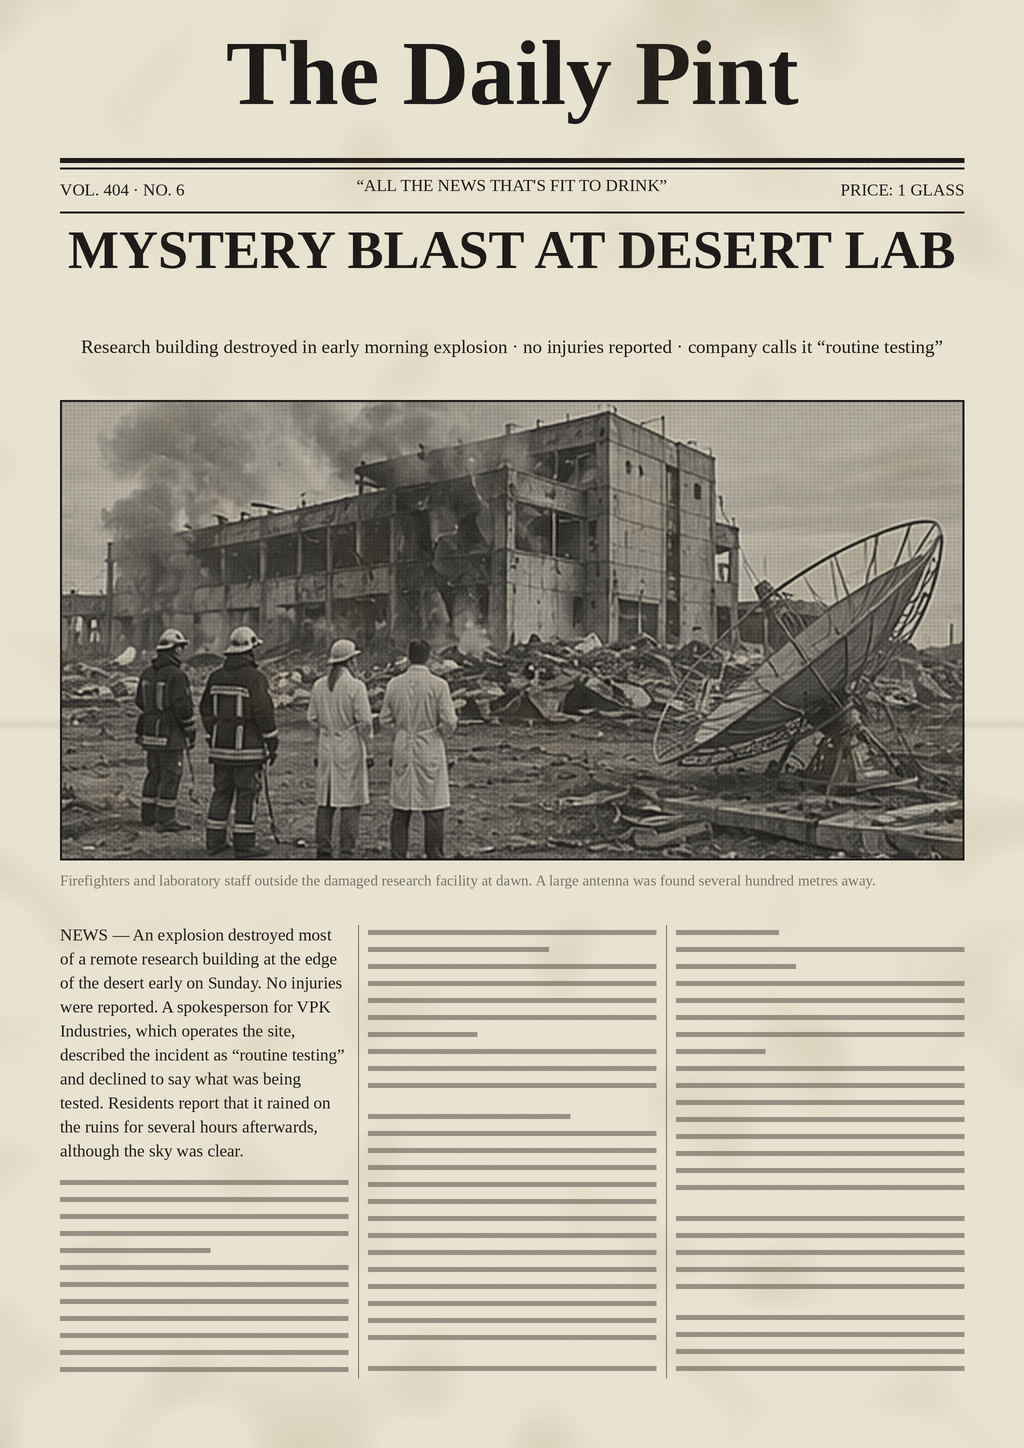 The Daily Pint
VOL. 404 · NO. 6
“ALL THE NEWS THAT'S FIT TO DRINK”
PRICE: 1 GLASS
MYSTERY BLAST AT DESERT LAB
Research building destroyed in early morning explosion · no injuries reported · company calls it “routine testing”
Firefighters and laboratory staff outside the damaged research facility at dawn. A large antenna was found several hundred metres away.
NEWS — An explosion destroyed most
of a remote research building at the edge
of the desert early on Sunday. No injuries
were reported. A spokesperson for VPK
Industries, which operates the site,
described the incident as “routine testing”
and declined to say what was being
tested. Residents report that it rained on
the ruins for several hours afterwards,
although the sky was clear.